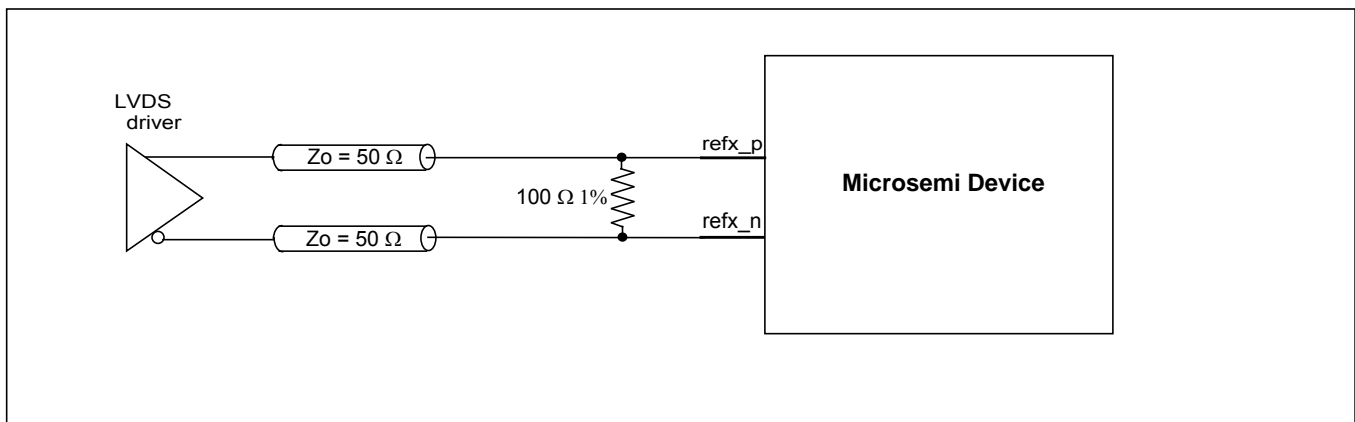 LVDS
driver
Zo = 50 Ω
refx_p
100 Ω 1%
Microsemi Device
refx_n
Zo = 50 Ω